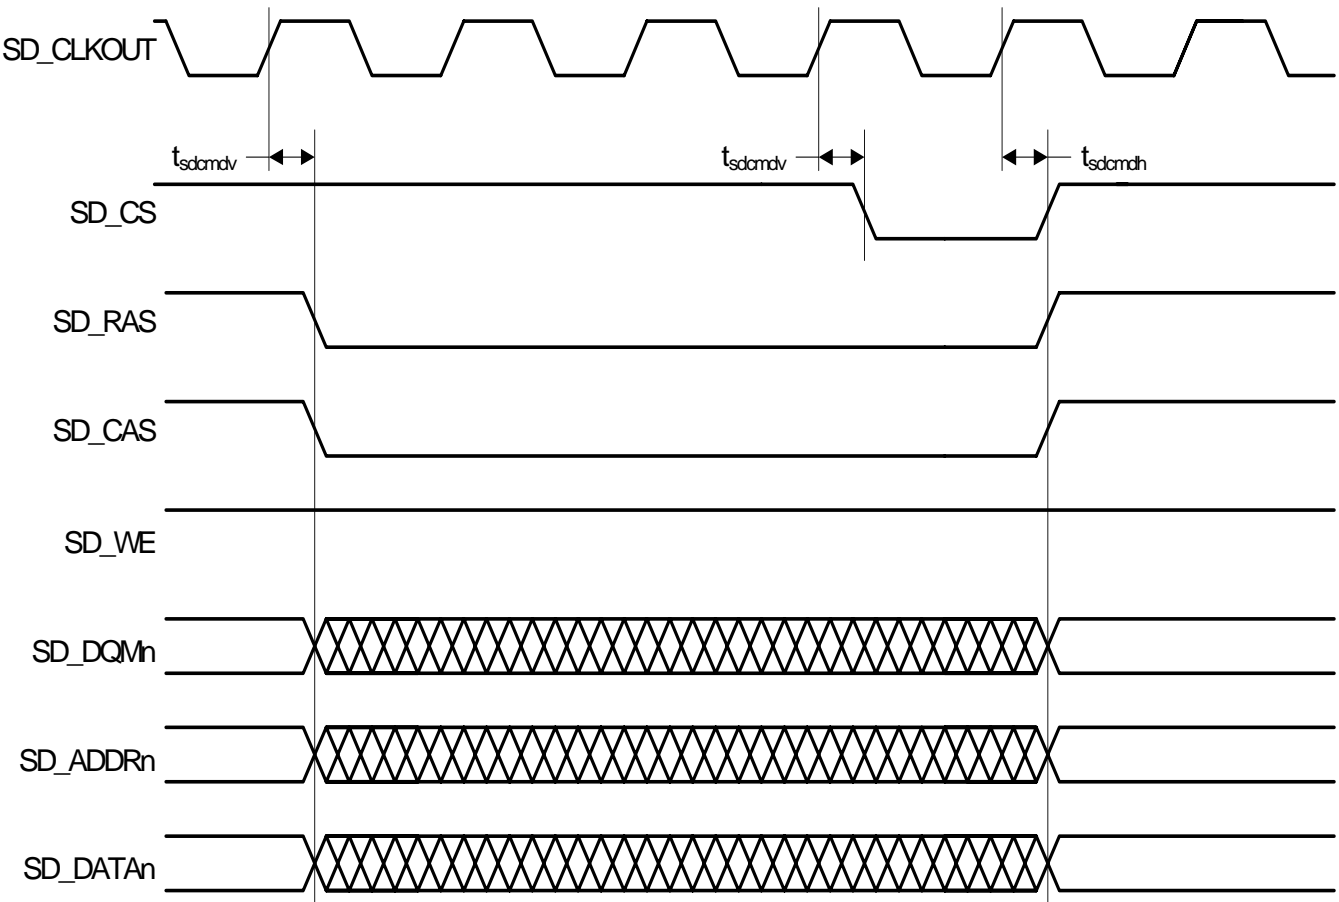 SD_CLKOUT
tsdcmdv tsdcmdv tsdcmdh
SD_CS
SD_RAS
SD_CAS
SD_WE
SD_DQMn
SD_ADDRn
SD_DATAn